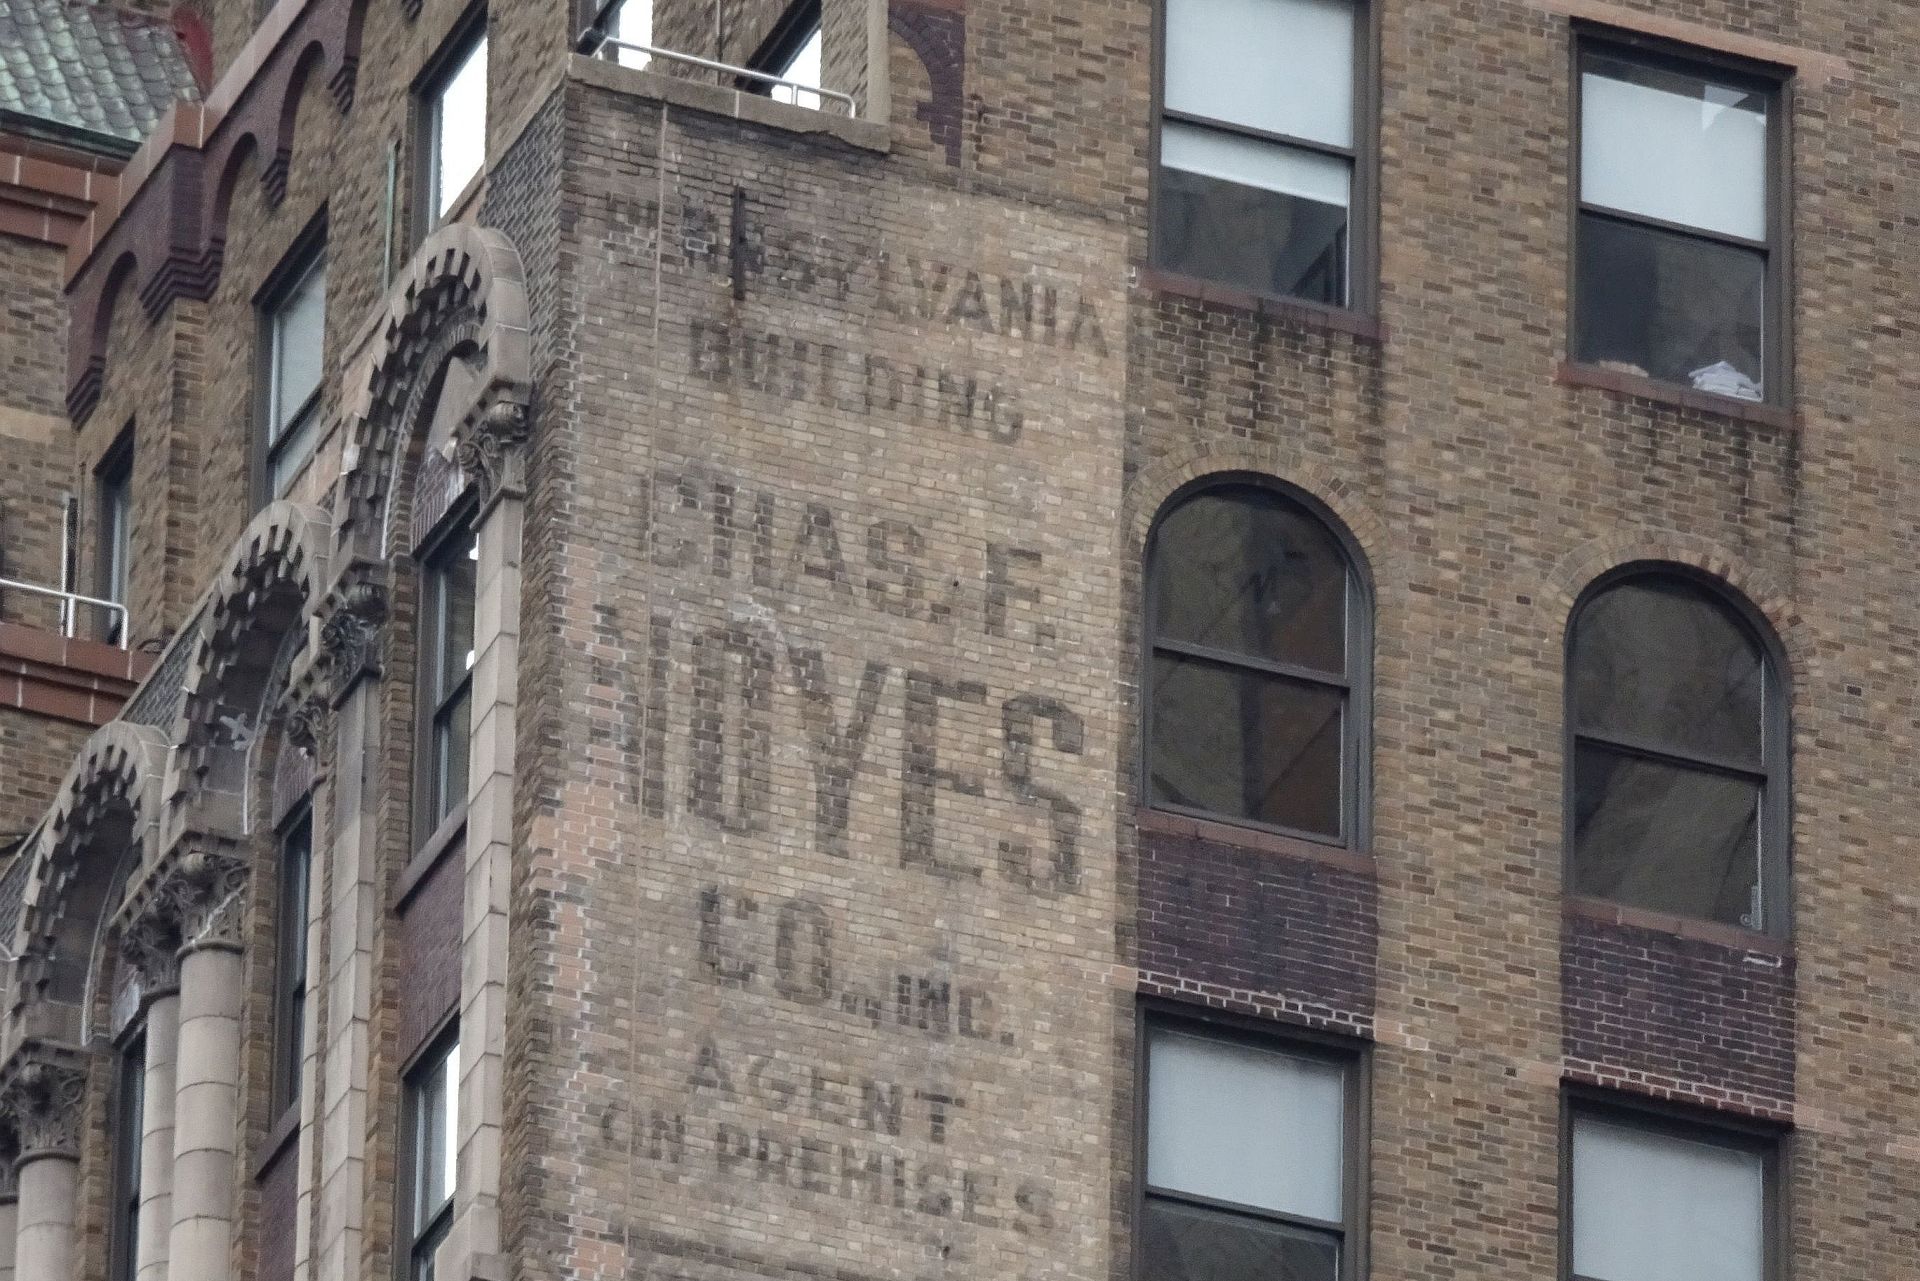 PENNSYLVANIA
BUILDING
CHAS. F.
NOYES
CO., INC.
AGENT
ON PREMISES